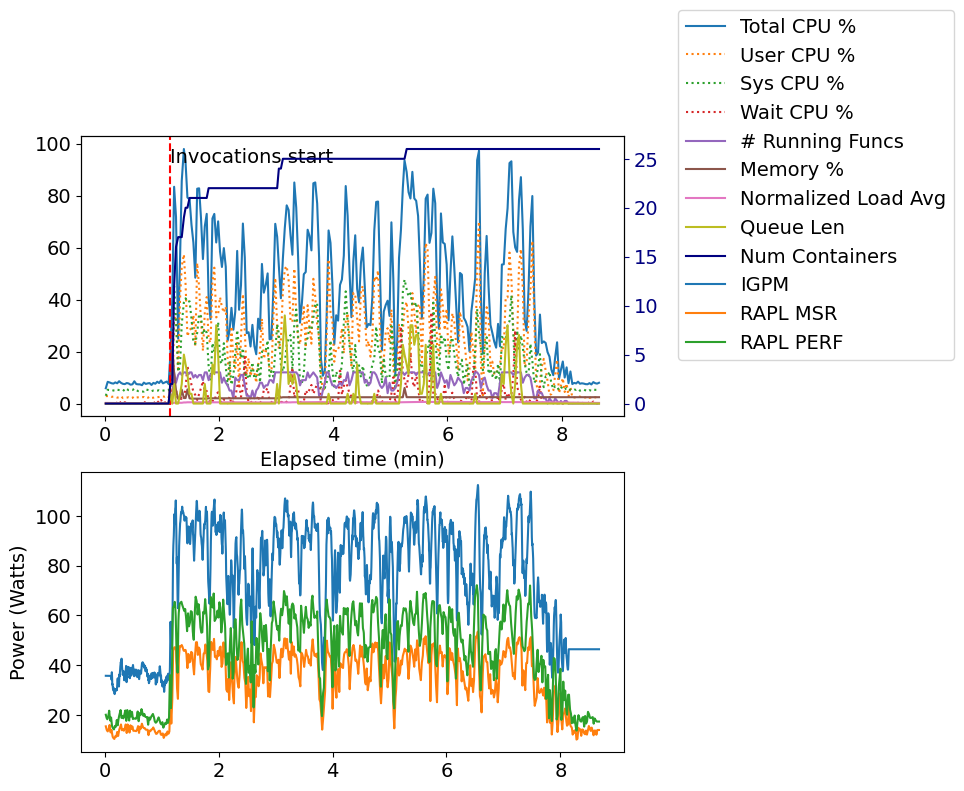 Total CPU %
User CPU %
Sys CPU %
Wait CPU %
# Running Funcs
Memory %
Normalized Load Avg
Queue Len
Num Containers
IGPM
RAPL MSR
RAPL PERF
Invocations start
100
80
60
40
20
0
25
20
15
10
5
0
0 2 4 6 8
Elapsed time (min)
Power (Watts)
100
80
60
40
20
0 2 4 6 8